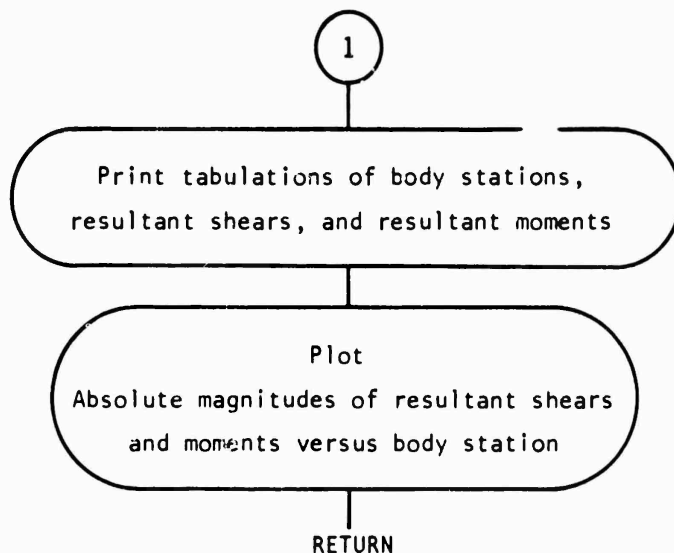 1
Print tabulations of body stations,
resultant shears, and resultant moments
Plot
Absolute magnitudes of resultant shears
and moments versus body station
RETURN